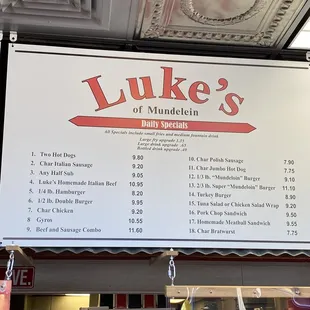 Luke's
of Mundelein
Daily Specials
All Specials include small fries and medium fountain drink
Large fry upgrade 1.35
Large drink upgrade .65
Bottled drink upgrade .40
1. Two Hot Dogs 9.80
2. Char Italian Sausage 9.20
3. Any Half Sub 9.05
4. Luke's Homemade Italian Beef 10.95
5. 1/4 lb. Hamburger 8.20
6. 1/2 lb. Double Burger 9.95
7. Char Chicken 9.20
8 Gyros 10.55
9. Beef and Sausage Combo 11.60
10. Char Polish Sausage 7.90
11. Char Jumbo Hot Dog 7.75
12. 1/3 lb. "Mundelein" Burger 9.10
13. 2/3 lb. Super "Mundelein" Burger 11.10
14. Turkey Burger 8.90
15. Tuna Salad or Chicken Salad Wrap 9.20
16. Pork Chop Sandwich 9.50
17. Homemade Meatball Sandwich 9.55
18. Char Bratwurst 7.75
Luke's